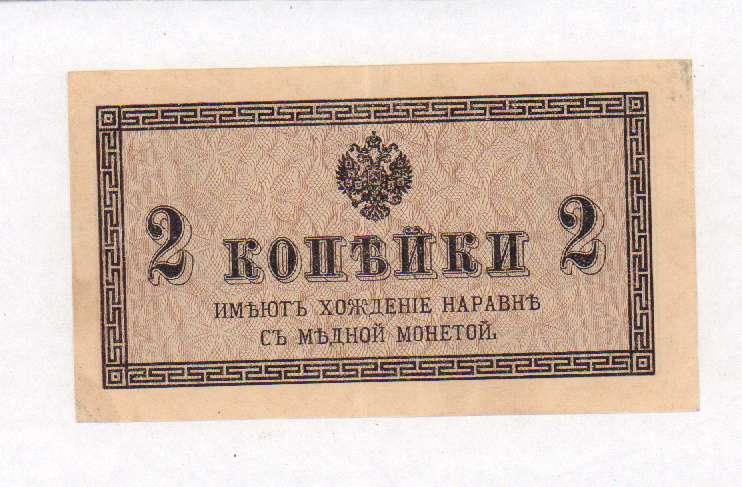 2 КОПѢЙКИ 2
ИМѢЮТЪ ХОЖДЕНІЕ НАРАВНѢ
СЪ МѢДНОЙ МОНЕТОЙ.